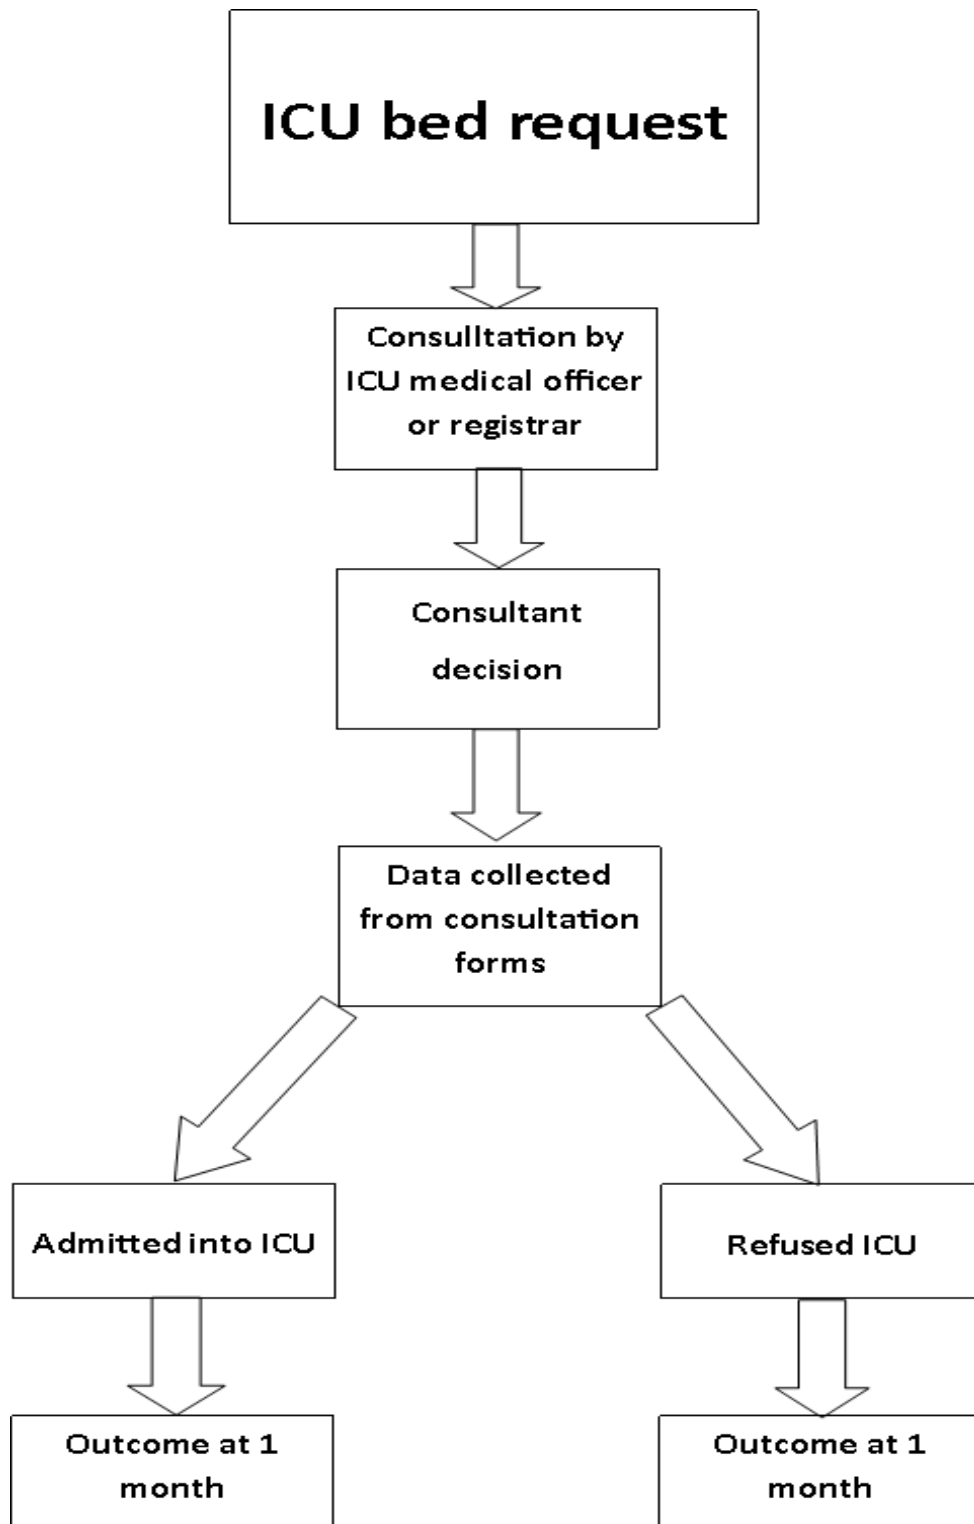 ICU bed request
Consulltation by
ICU medical officer
or registrar
Consultant
decision
Data collected
from consultation
forms
Admitted into ICU
Refused ICU
Outcome at 1
month
Outcome at 1
month